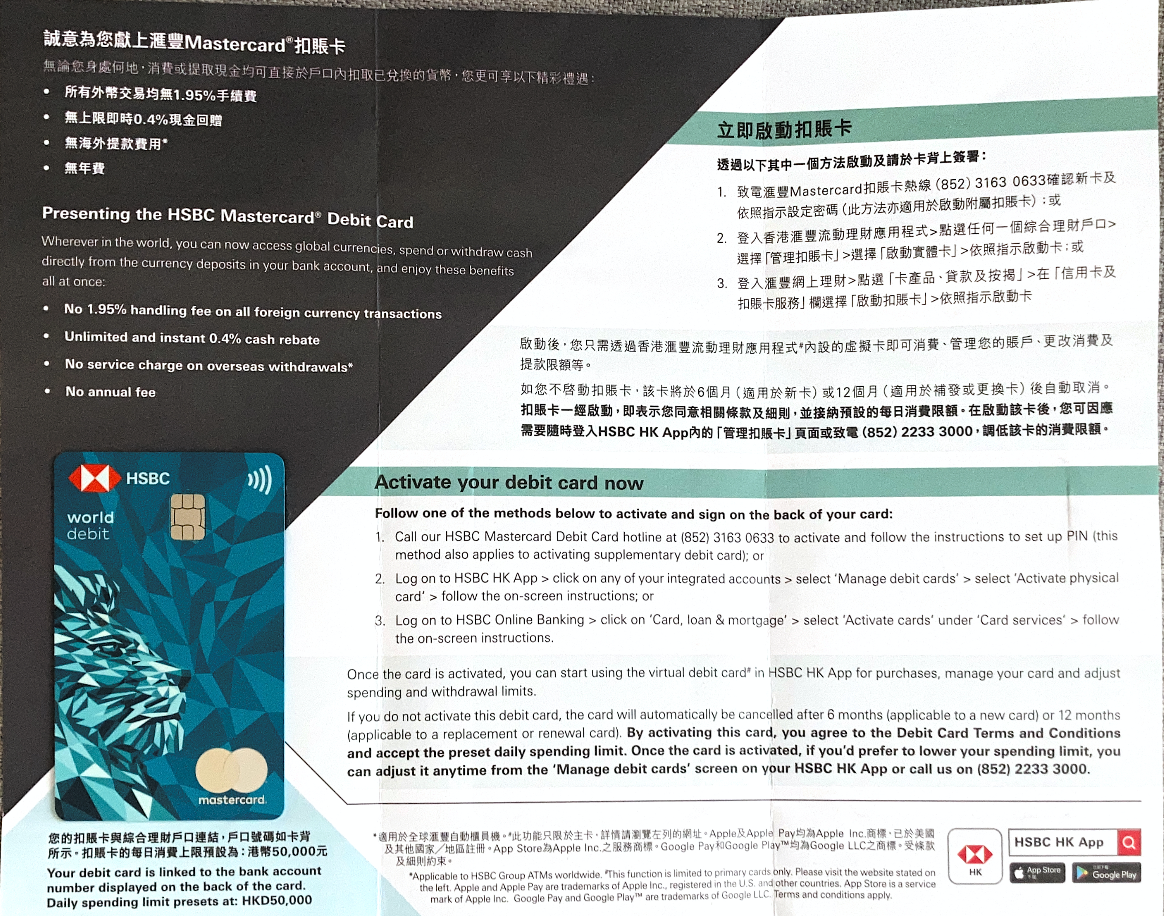 誠意為您獻上滙豐Mastercard®扣賬卡
無論您身處何地，消費或提取現金均可直接於戶口內扣取已兌換的貨幣，您更可享以下精彩禮遇：
• 所有外幣交易均無1.95%手續費
• 無上限即時0.4%現金回贈
• 無海外提款費用*
• 無年費
Presenting the HSBC Mastercard® Debit Card
Wherever in the world, you can now access global currencies, spend or withdraw cash
directly from the currency deposits in your bank account, and enjoy these benefits
all at once:
• No 1.95% handling fee on all foreign currency transactions
• Unlimited and instant 0.4% cash rebate
• No service charge on overseas withdrawals*
• No annual fee
HSBC
world
debit
mastercard.
您的扣賬卡與綜合理財戶口連結，戶口號碼如卡背
所示。扣賬卡的每日消費上限預設為：港幣50,000元
Your debit card is linked to the bank account
number displayed on the back of the card.
Daily spending limit presets at: HKD50,000
立即啟動扣賬卡
透過以下其中一個方法啟動及請於卡背上簽署：
1. 致電滙豐Mastercard扣賬卡熱線（852）3163 0633確認新卡及
依照指示設定密碼（此方法亦適用於啟動附屬扣賬卡）；或
2. 登入香港滙豐流動理財應用程式>點選任何一個綜合理財戶口>
選擇「管理扣賬卡」>選擇「啟動實體卡」>依照指示啟動卡；或
3. 登入滙豐網上理財>點選「卡產品、貸款及按揭」>在「信用卡及
扣賬卡服務」欄選擇「啟動扣賬卡」>依照指示啟動卡
啟動後，您只需透過香港滙豐流動理財應用程式#內設的虛擬卡即可消費、管理您的賬戶、更改消費及
提款限額等。
如您不啓動扣賬卡，該卡將於6個月（適用於新卡）或12個月（適用於補發或更換卡）後自動取消。
扣賬卡一經啟動，即表示您同意相關條款及細則，並接納預設的每日消費限額。在啟動該卡後，您可因應
需要隨時登入HSBC HK App內的「管理扣賬卡」頁面或致電（852）2233 3000，調低該卡的消費限額。
Activate your debit card now
Follow one of the methods below to activate and sign on the back of your card:
1. Call our HSBC Mastercard Debit Card hotline at (852) 3163 0633 to activate and follow the instructions to set up PIN (this
method also applies to activating supplementary debit card); or
2. Log on to HSBC HK App > click on any of your integrated accounts > select ‘Manage debit cards’ > select ‘Activate physical
card’ > follow the on-screen instructions; or
3. Log on to HSBC Online Banking > click on ‘Card, loan & mortgage’ > select ‘Activate cards’ under ‘Card services’ > follow
the on-screen instructions.
Once the card is activated, you can start using the virtual debit card# in HSBC HK App for purchases, manage your card and adjust
spending and withdrawal limits.
If you do not activate this debit card, the card will automatically be cancelled after 6 months (applicable to a new card) or 12 months
(applicable to a replacement or renewal card). By activating this card, you agree to the Debit Card Terms and Conditions
and accept the preset daily spending limit. Once the card is activated, if you’d prefer to lower your spending limit, you
can adjust it anytime from the ‘Manage debit cards’ screen on your HSBC HK App or call us on (852) 2233 3000.
*適用於全球滙豐自動櫃員機。#此功能只限於主卡，詳情請瀏覽左列的網址。Apple及Apple Pay均為Apple Inc.商標，已於美國
及其他國家／地區註冊。App Store為Apple Inc.之服務商標。Google Pay和Google Play™均為Google LLC之商標。受條款
及細則約束。
*Applicable to HSBC Group ATMs worldwide. #This function is limited to primary cards only. Please visit the website stated on
the left. Apple and Apple Pay are trademarks of Apple Inc., registered in the U.S. and other countries. App Store is a service
mark of Apple Inc. Google Pay and Google Play™ are trademarks of Google LLC. Terms and conditions apply.
HK
HSBC HK App
App Store
Google Play